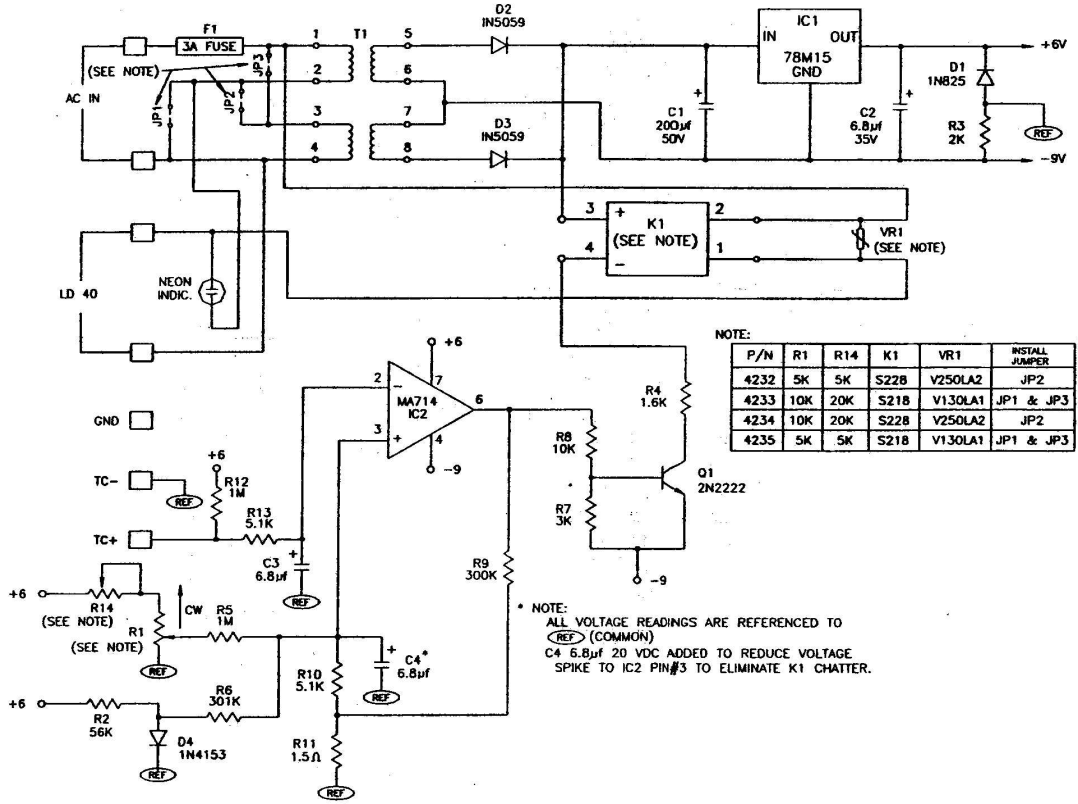 D2
1N5059
F1
3A FUSE
1
T1
5
IC1
IN
OUT
78M15
GND
+6V
(SEE NOTE)
JP3
2
6
D1
1N825
AC IN
JP1
JP2
3
7
+
C1
200µf
50V
+
C2
6.8µf
35V
REF
D3
1N5059
R3
2K
4
8
-9V
3
+
K1
(SEE NOTE)
2
4
–
1
VR1
(SEE NOTE)
LD 40
NEON
INDIC.
NOTE:
P/N R1 R14 K1 VR1 INSTALL JUMPER
4232 5K 5K S228 V250LA2 JP2
4233 10K 20K S218 V130LA1 JP1 & JP3
4234 10K 20K S228 V250LA2 JP2
4235 5K 5K S218 V130LA1 JP1 & JP3
+6
7
2
–
MA714
IC2
6
3
+
4
-9
R4
1.6K
GND
R8
10K
Q1
2N2222
TC–
REF
+6
R12
1M
R7
3K
TC+
R13
5.1K
+
C3
6.8µf
REF
R9
300K
-9
+6
R14
(SEE NOTE)
CW
R1
(SEE NOTE)
REF
R5
1M
* NOTE:
ALL VOLTAGE READINGS ARE REFERENCED TO
REF (COMMON)
C4 6.8µf 20 VDC ADDED TO REDUCE VOLTAGE
SPIKE TO IC2 PIN#3 TO ELIMINATE K1 CHATTER.
+
C4*
6.8µf
REF
R10
5.1K
+6
R2
56K
R6
301K
D4
1N4153
REF
R11
1.5Ω
REF